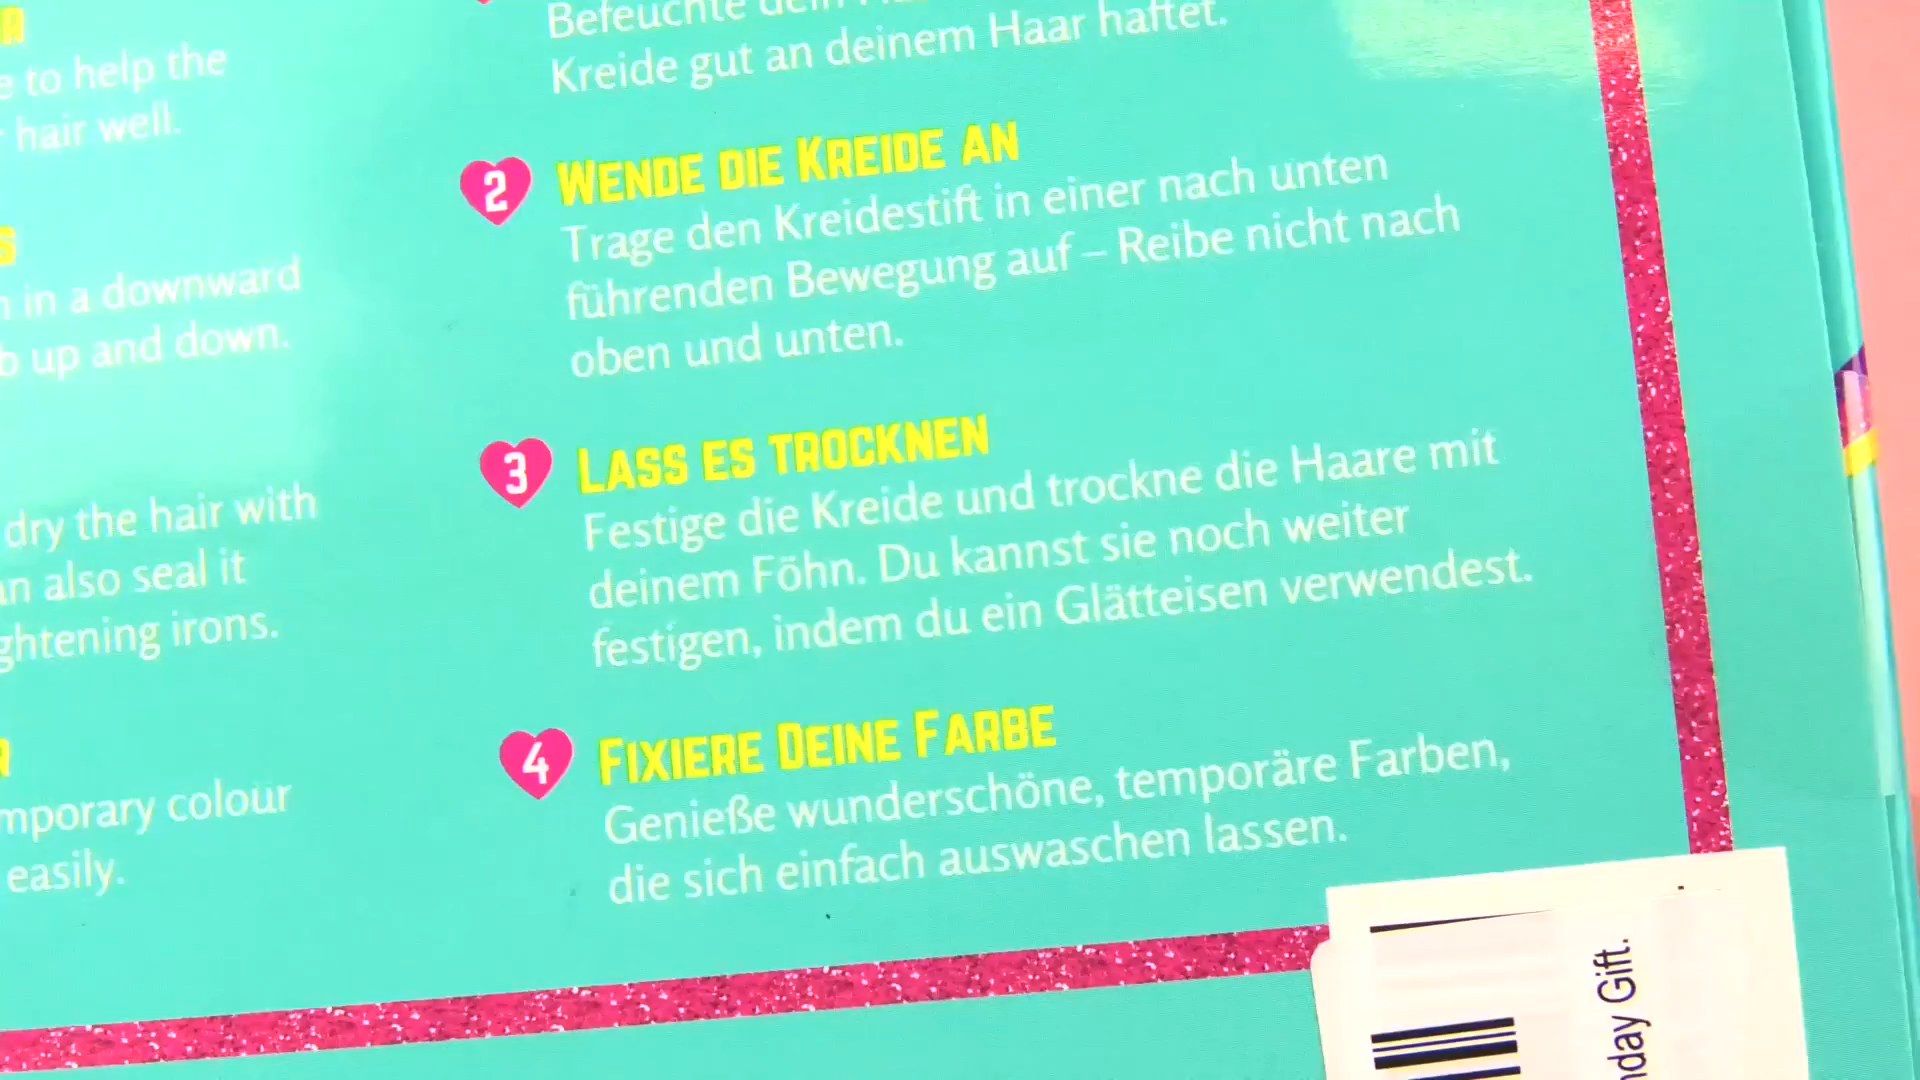 e to help the
hair well.
in a downward
up and down.
dry the hair with
also seal it
ghtening irons.
mporary colour
easily.
Befeuchte dein
Kreide gut an deinem Haar haftet.
2 WENDE DIE KREIDE AN
Trage den Kreidestift in einer nach unten
führenden Bewegung auf – Reibe nicht nach
oben und unten.
3 LASS ES TROCKNEN
Festige die Kreide und trockne die Haare mit
deinem Föhn. Du kannst sie noch weiter
festigen, indem du ein Glätteisen verwendest.
4 FIXIERE DEINE FARBE
Genieße wunderschöne, temporäre Farben,
die sich einfach auswaschen lassen.
nday Gift.